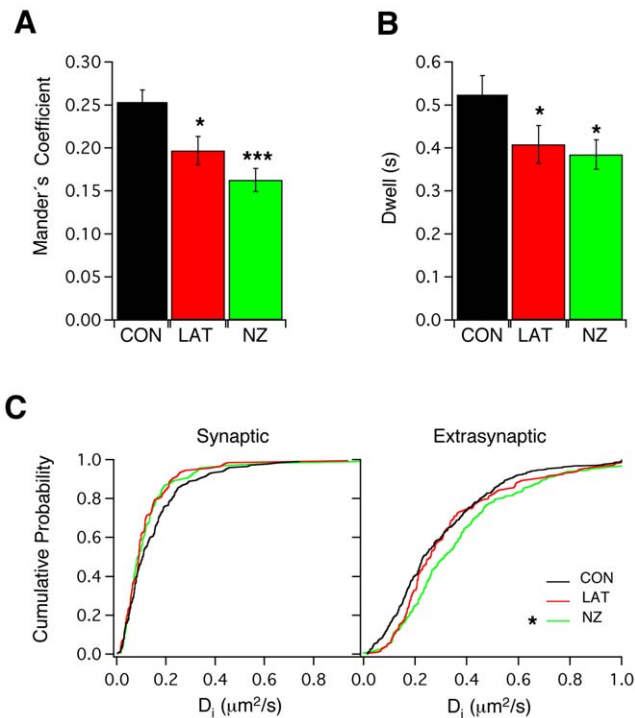 A
0.30
0.25
0.20
0.15
0.10
0.05
0.00
Mander´s Coefficient
*
***
CON LAT NZ
B
0.6
0.5
0.4
0.3
0.2
0.1
0.0
Dwell (s)
*
*
CON LAT NZ
C
Synaptic
Extrasynaptic
Cumulative Probability
1.0
0.8
0.6
0.4
0.2
0.0
CON
LAT
* NZ
0.0 0.2 0.4 0.6 0.8
0.0 0.2 0.4 0.6 0.8 1.0
Di (μm²/s)
Di (μm²/s)